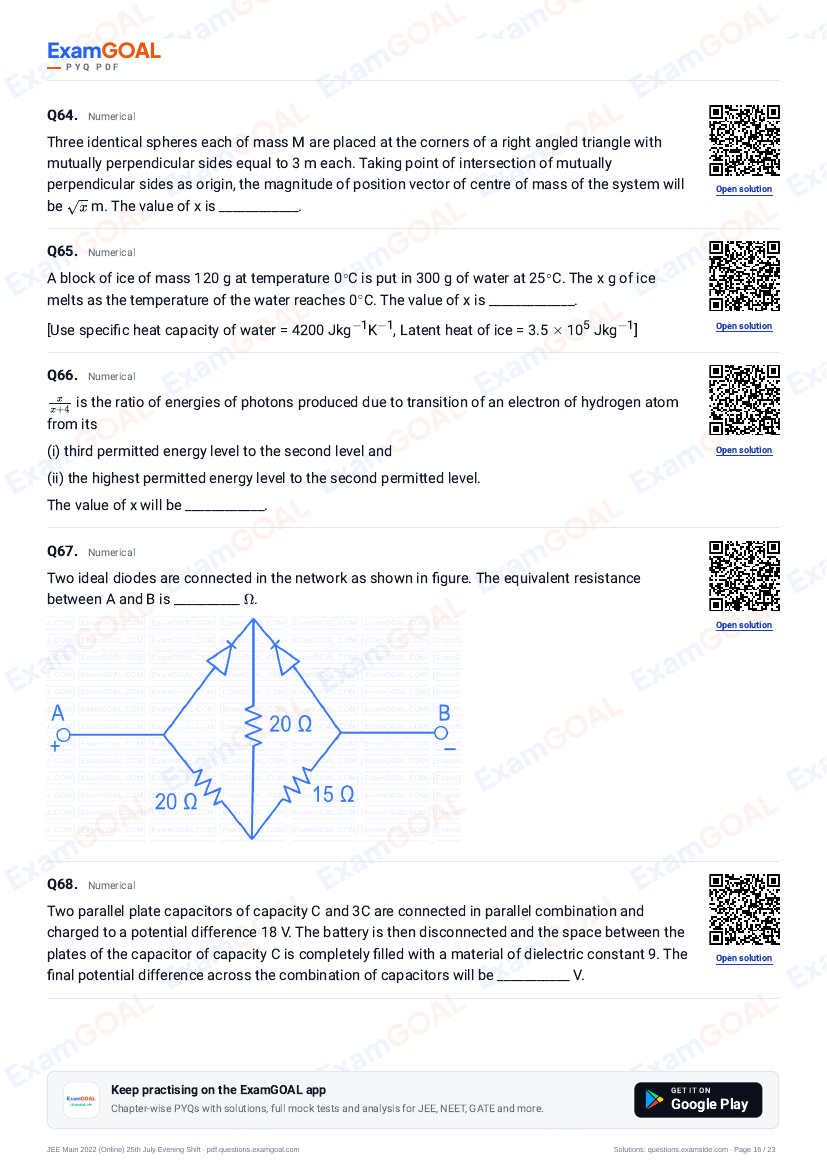 ExamGOAL
PYQ PDF
Q64. Numerical
Three identical spheres each of mass M are placed at the corners of a right angled triangle with
mutually perpendicular sides equal to 3 m each. Taking point of intersection of mutually
perpendicular sides as origin, the magnitude of position vector of centre of mass of the system will
be √x m. The value of x is ____________.
Open solution
Q65. Numerical
A block of ice of mass 120 g at temperature 0°C is put in 300 g of water at 25°C. The x g of ice
melts as the temperature of the water reaches 0°C. The value of x is _____________.
[Use specific heat capacity of water = 4200 Jkg⁻¹K⁻¹, Latent heat of ice = 3.5 × 10⁵ Jkg⁻¹]
Open solution
Q66. Numerical
x/(x+4) is the ratio of energies of photons produced due to transition of an electron of hydrogen atom
from its
(i) third permitted energy level to the second level and
(ii) the highest permitted energy level to the second permitted level.
The value of x will be ____________.
Open solution
Q67. Numerical
Two ideal diodes are connected in the network as shown in figure. The equivalent resistance
between A and B is __________ Ω.
Open solution
A
B
+
−
20 Ω
20 Ω
15 Ω
Q68. Numerical
Two parallel plate capacitors of capacity C and 3C are connected in parallel combination and
charged to a potential difference 18 V. The battery is then disconnected and the space between the
plates of the capacitor of capacity C is completely filled with a material of dielectric constant 9. The
final potential difference across the combination of capacitors will be ___________ V.
Open solution
Keep practising on the ExamGOAL app
Chapter-wise PYQs with solutions, full mock tests and analysis for JEE, NEET, GATE and more.
GET IT ON
Google Play
JEE Main 2022 (Online) 25th July Evening Shift · pdf.questions.examgoal.com
Solutions: questions.examside.com · Page 16 / 23